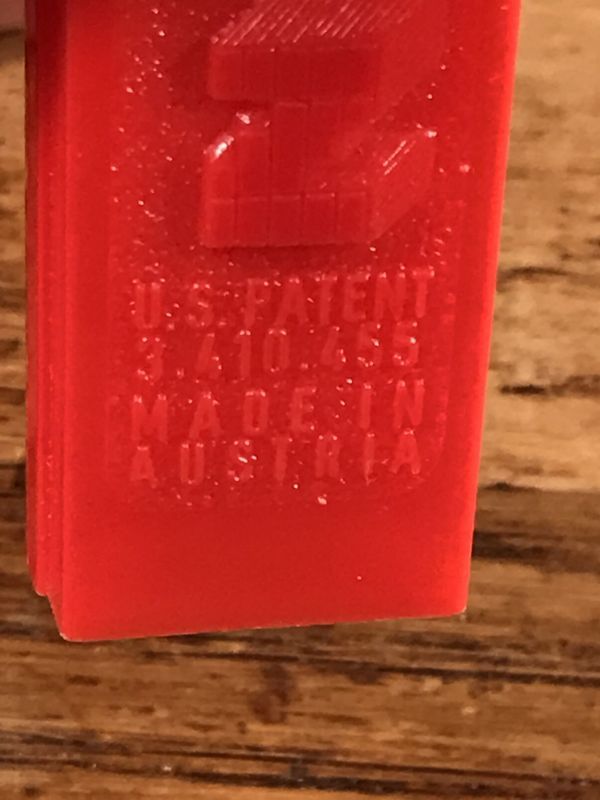 Z
U.S. PATENT
3.410.455
MADE IN
AUSTRIA